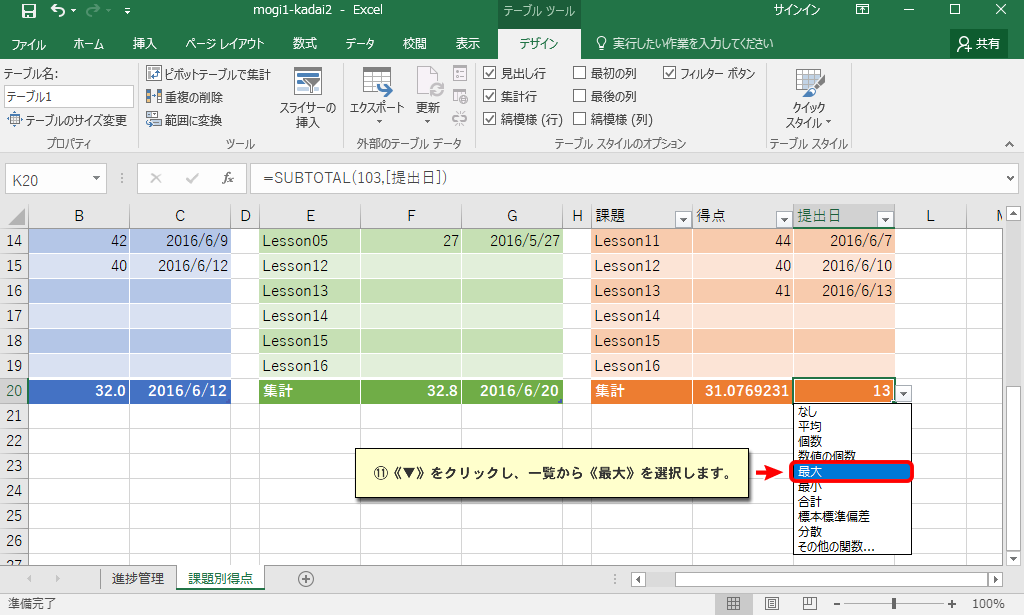 mogi1-kadai2 - Excel
テーブル ツール
サインイン
ファイル ホーム 挿入 ページ レイアウト 数式 データ 校閲 表示 デザイン 実行したい作業を入力してください 共有
テーブル名:
テーブル1
テーブルのサイズ変更
プロパティ
ピボットテーブルで集計
重複の削除
範囲に変換
スライサーの
挿入
ツール
エクスポート
更新
外部のテーブル データ
見出し行 最初の列 フィルター ボタン
集計行 最後の列
縞模様 (行) 縞模様 (列)
テーブル スタイルのオプション
クイック
スタイル
テーブル スタイル
K20 fx =SUBTOTAL(103,[提出日])
B C D E F G H 課題 得点 提出日 L M
14 42 2016/6/9 Lesson05 27 2016/5/27 Lesson11 44 2016/6/7
15 40 2016/6/12 Lesson12 Lesson12 40 2016/6/10
16 Lesson13 Lesson13 41 2016/6/13
17 Lesson14 Lesson14
18 Lesson15 Lesson15
19 Lesson16 Lesson16
20 32.0 2016/6/12 集計 32.8 2016/6/20 集計 31.0769231 13
21
22
23
24
25
26
27
なし
平均
個数
数値の個数
最大
最小
合計
標本標準偏差
分散
その他の関数...
⑪《▼》をクリックし、一覧から《最大》を選択します。
進捗管理 課題別得点
準備完了
100%